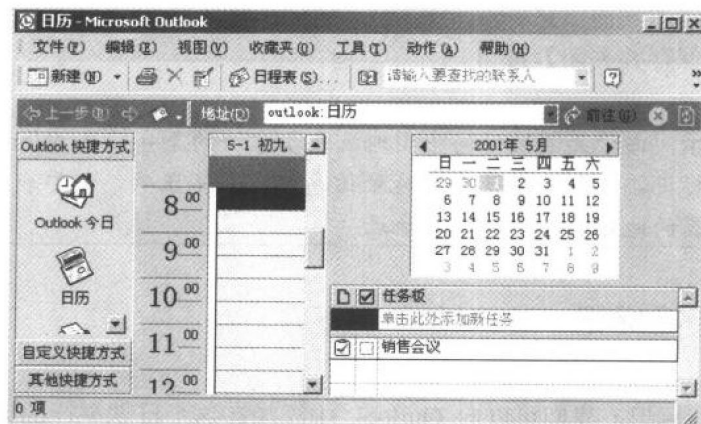 日历 - Microsoft Outlook
文件(F) 编辑(E) 视图(V) 收藏夹(O) 工具(T) 动作(A) 帮助(H)
新建(N) 日程表(S)... 请输入要查找的联系人
上一步(B) 地址(D) outlook:日历 前往(G)
Outlook 快捷方式
Outlook 今日
日历
自定义快捷方式
其他快捷方式
5-1 初九
8 00
9 00
10 00
11 00
12 00
2001年 5月
日 一 二 三 四 五 六
29 30 1 2 3 4 5
6 7 8 9 10 11 12
13 14 15 16 17 18 19
20 21 22 23 24 25 26
27 28 29 30 31 1 2
3 4 5 6 7 8 9
任务板
单击此处添加新任务
销售会议
0 项